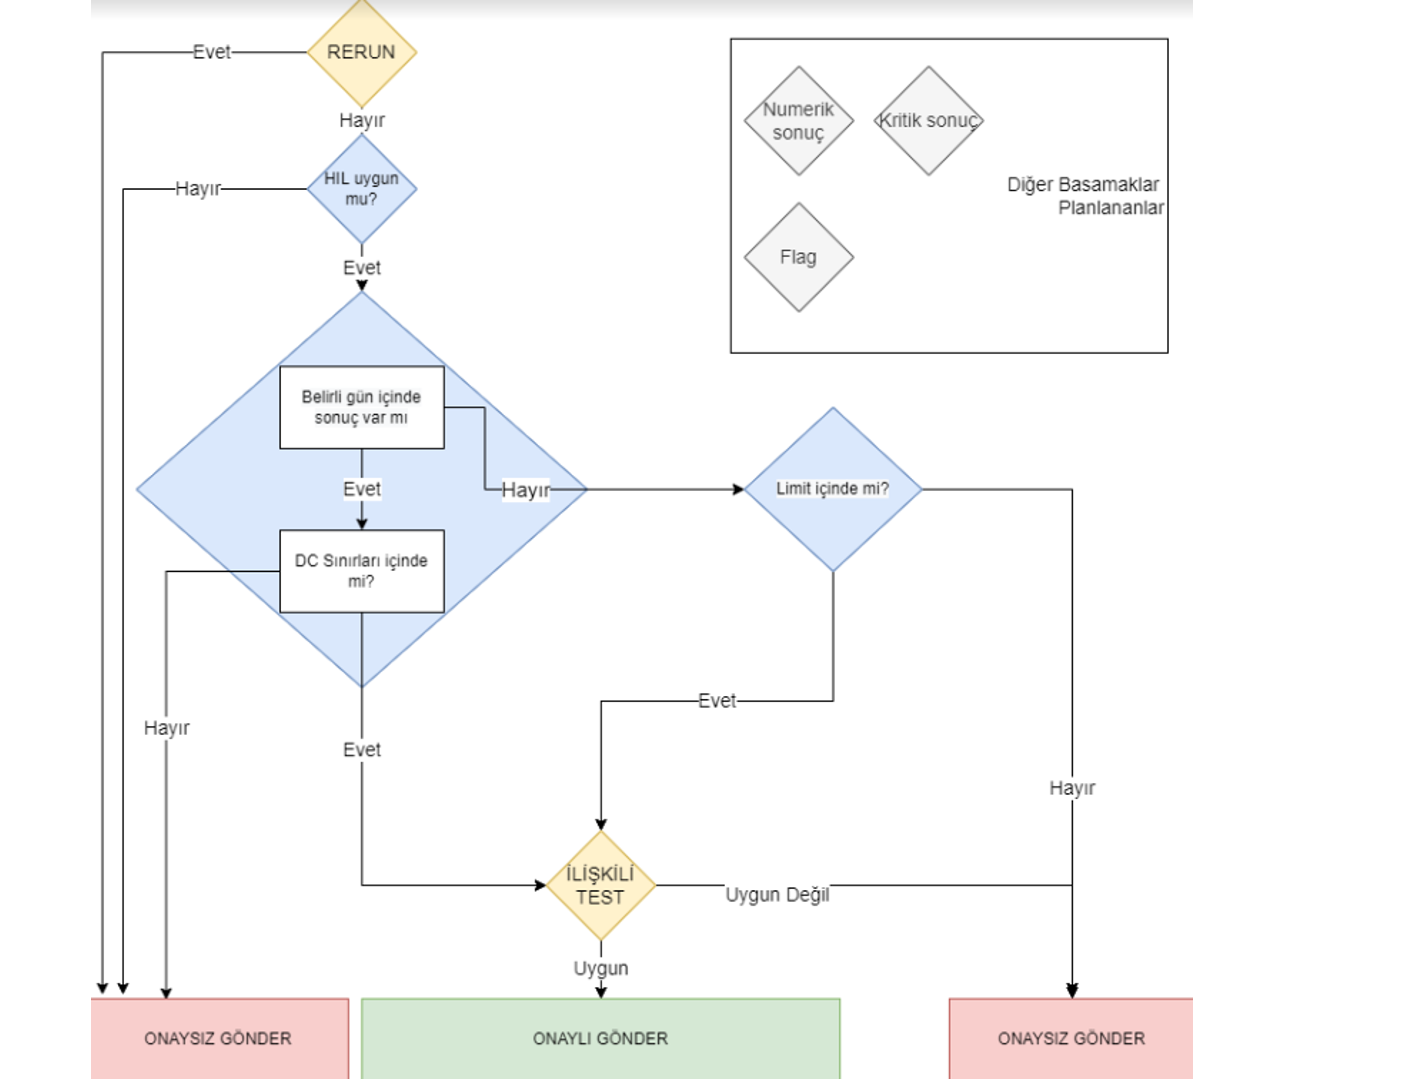 RERUN
Evet
Hayır
HIL uygun
mu?
Hayır
Evet
Numerik
sonuç
Kritik sonuç
Diğer Basamaklar
Planlananlar
Flag
Belirli gün içinde
sonuç var mı
Evet
Hayır
DC Sınırları içinde
mi?
Limit içinde mi?
Hayır
Evet
Evet
Hayır
İLİŞKİLİ
TEST
Uygun Değil
Uygun
ONAYSIZ GÖNDER
ONAYLI GÖNDER
ONAYSIZ GÖNDER